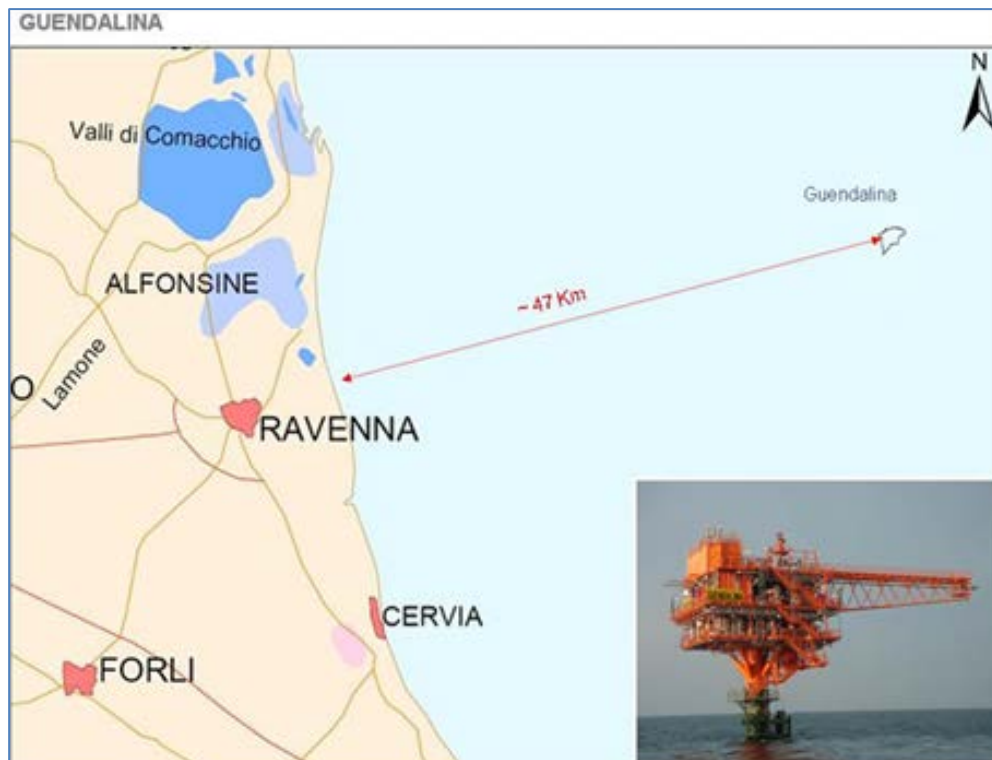 GUENDALINA
N
Valli di Comacchio
Guendalina
ALFONSINE
~ 47 Km
Lamone
O
RAVENNA
CERVIA
FORLI